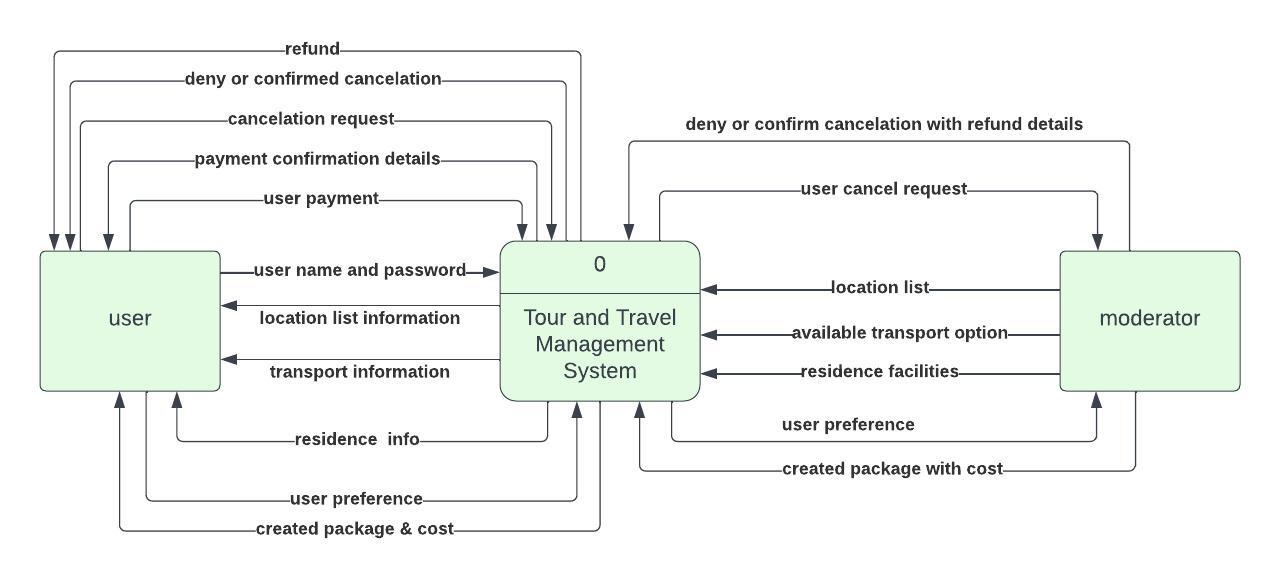 refund
deny or confirmed cancelation
cancelation request
deny or confirm cancelation with refund details
payment confirmation details
user cancel request
user payment
0
user name and password
location list
location list information
user
Tour and Travel
Management
System
moderator
available transport option
transport information
residence facilities
user preference
residence info
created package with cost
user preference
created package & cost